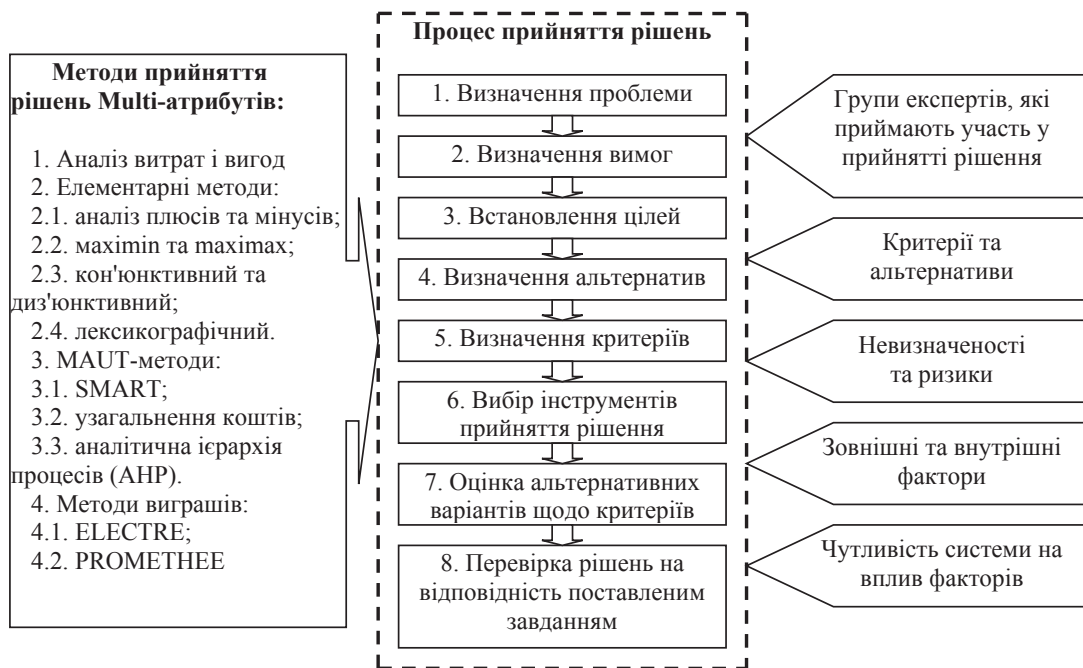 Методи прийняття
рішень Multi-атрибутів:
1. Аналіз витрат і вигод
2. Елементарні методи:
2.1. аналіз плюсів та мінусів;
2.2. maximin та maximax;
2.3. кон'юнктивний та
диз'юнктивний;
2.4. лексикографічний.
3. MAUT-методи:
3.1. SMART;
3.2. узагальнення коштів;
3.3. аналітична ієрархія
процесів (AHP).
4. Методи виграшів:
4.1. ELECTRE;
4.2. PROMETHEE
Процес прийняття рішень
1. Визначення проблеми
2. Визначення вимог
3. Встановлення цілей
4. Визначення альтернатив
5. Визначення критеріїв
6. Вибір інструментів
прийняття рішення
7. Оцінка альтернативних
варіантів щодо критеріїв
8. Перевірка рішень на
відповідність поставленим
завданням
Групи експертів, які
приймають участь у
прийнятті рішення
Критерії та
альтернативи
Невизначеності
та ризики
Зовнішні та внутрішні
фактори
Чутливість системи на
вплив факторів